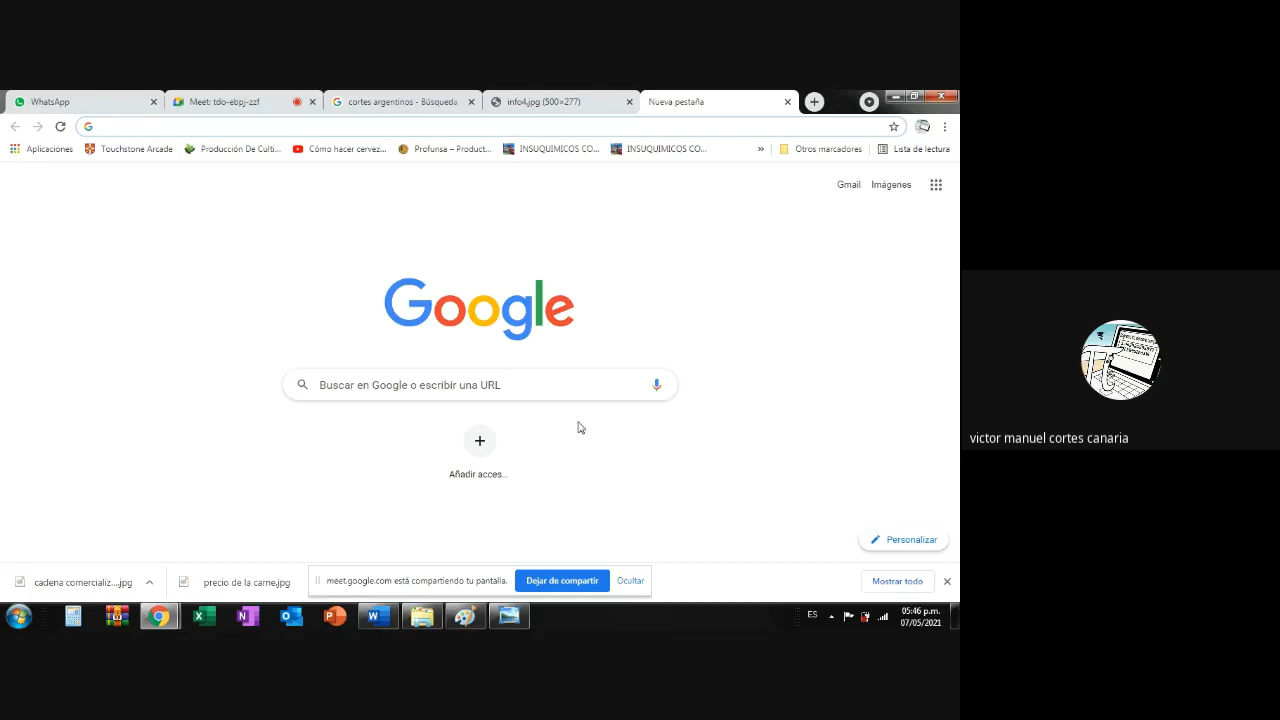 WhatsApp
Meet: tdo-ebpj-zzf
cortes argentinos - Búsqueda
info4.jpg (500×277)
Nueva pestaña
Aplicaciones
Touchstone Arcade
Producción De Culti...
Cómo hacer cervez...
Profunsa – Product...
INSUQUIMICOS CO...
INSUQUIMICOS CO...
»
Otros marcadores
Lista de lectura
Gmail
Imágenes
Google
Buscar en Google o escribir una URL
Añadir acces...
Personalizar
victor manuel cortes canaria
cadena comercializ....jpg
precio de la carne.jpg
meet.google.com está compartiendo tu pantalla.
Dejar de compartir
Ocultar
Mostrar todo
ES
05:46 p.m.
07/05/2021